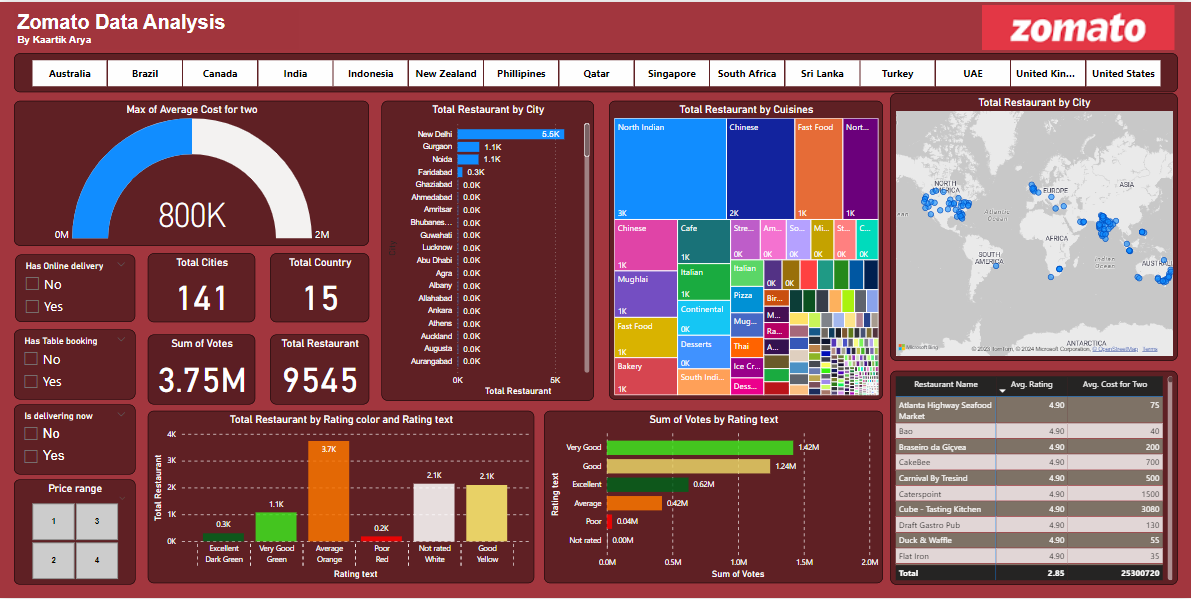 Zomato Data Analysis
By Kaartik Arya
zomato
Australia
Brazil
Canada
India
Indonesia
New Zealand
Phillipines
Qatar
Singapore
South Africa
Sri Lanka
Turkey
UAE
United Kin...
United States
Max of Average Cost for two
800K
0M
2M
Has Online delivery
No
Yes
Total Cities
141
Total Country
15
Has Table booking
No
Yes
Sum of Votes
3.75M
Total Restaurant
9545
Is delivering now
No
Yes
Price range
1
3
2
4
Total Restaurant by City
New Delhi 5.5K
Gurgaon 1.1K
Noida 1.1K
Faridabad 0.3K
Ghaziabad 0.0K
Ahmedabad 0.0K
Amritsar 0.0K
Bhubanes... 0.0K
Guwahati 0.0K
Lucknow 0.0K
Abu Dhabi 0.0K
Agra 0.0K
Albany 0.0K
Allahabad 0.0K
Ankara 0.0K
Athens 0.0K
Auckland 0.0K
Augusta 0.0K
Aurangabad 0.0K
City
0K
5K
Total Restaurant
Total Restaurant by Cuisines
North Indian
3K
Chinese
2K
Fast Food
1K
Nort...
1K
Chinese
1K
Mughlai
1K
Fast Food
1K
Bakery
1K
Cafe
1K
Italian
1K
Continental
0K
Desserts
0K
South Indi...
Stre...
0K
Am...
0K
So...
0K
Mi...
0K
St...
0K
C...
0K
Italian
Pizza
Mug...
Thai
Ice Cr...
Dess...
0K
0K
Bir...
M...
Ra...
A...
Total Restaurant by City
NORTH
AMERICA
EUROPE
ASIA
Atlantic
Ocean
AFRICA
SOUTH
AMERICA
Indian
Ocean
AUSTRAL
ANTARCTICA
Microsoft Bing
© 2023 TomTom, © 2024 Microsoft Corporation, © OpenStreetMap Terms
Total Restaurant by Rating color and Rating text
Total Restaurant
4K
3K
2K
1K
0K
0.3K
1.1K
3.7K
0.2K
2.1K
2.1K
Excellent
Dark Green
Very Good
Green
Average
Orange
Poor
Red
Not rated
White
Good
Yellow
Rating text
Sum of Votes by Rating text
Rating text
Very Good 1.42M
Good 1.24M
Excellent 0.62M
Average 0.42M
Poor 0.04M
Not rated 0.00M
0.0M
0.5M
1.0M
1.5M
2.0M
Sum of Votes
Restaurant Name Avg. Rating Avg. Cost for Two
Atlanta Highway Seafood Market 4.90 75
Bao 4.90 40
Braseiro da Gívea 4.90 200
CakeBee 4.90 700
Carnival By Tresind 4.90 500
Caterspoint 4.90 1500
Cube - Tasting Kitchen 4.90 3080
Draft Gastro Pub 4.90 130
Duck & Waffle 4.90 55
Flat Iron 4.90 35
Total 2.85 25300720